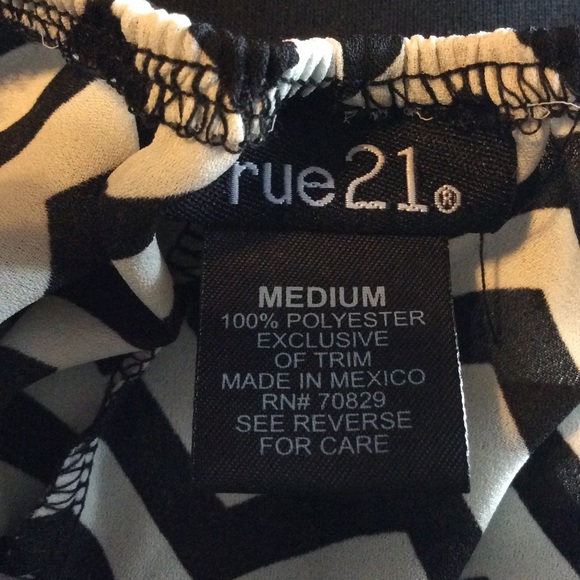 rue21®
MEDIUM
100% POLYESTER
EXCLUSIVE
OF TRIM
MADE IN MEXICO
RN# 70829
SEE REVERSE
FOR CARE